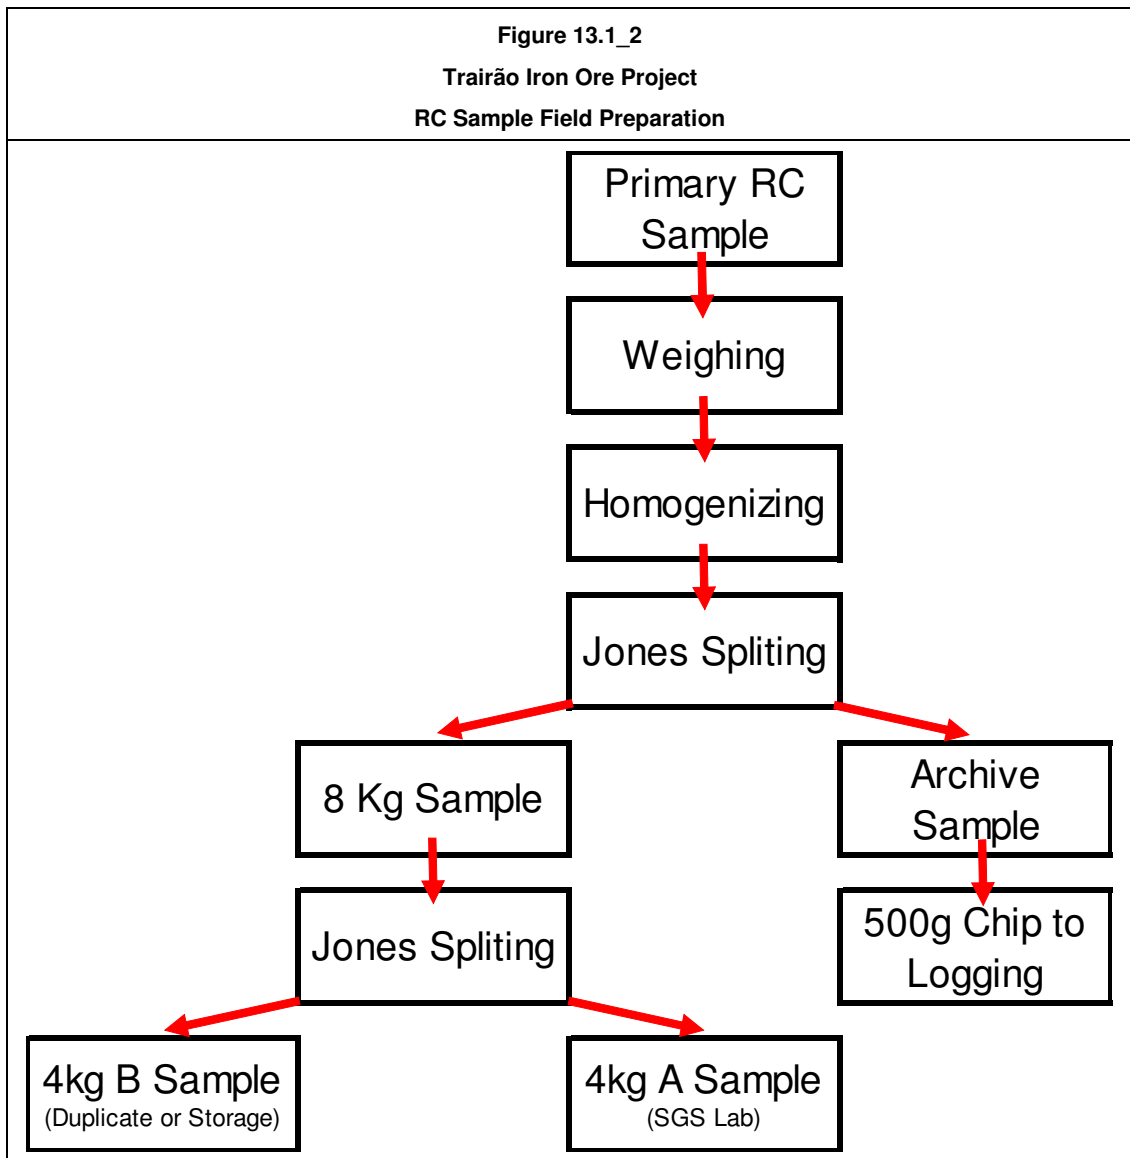 Figure 13.1_2
Trairão Iron Ore Project
RC Sample Field Preparation
Primary RC
Sample
Weighing
Homogenizing
Jones Spliting
8 Kg Sample
Archive
Sample
Jones Spliting
500g Chip to
Logging
4kg B Sample
(Duplicate or Storage)
4kg A Sample
(SGS Lab)